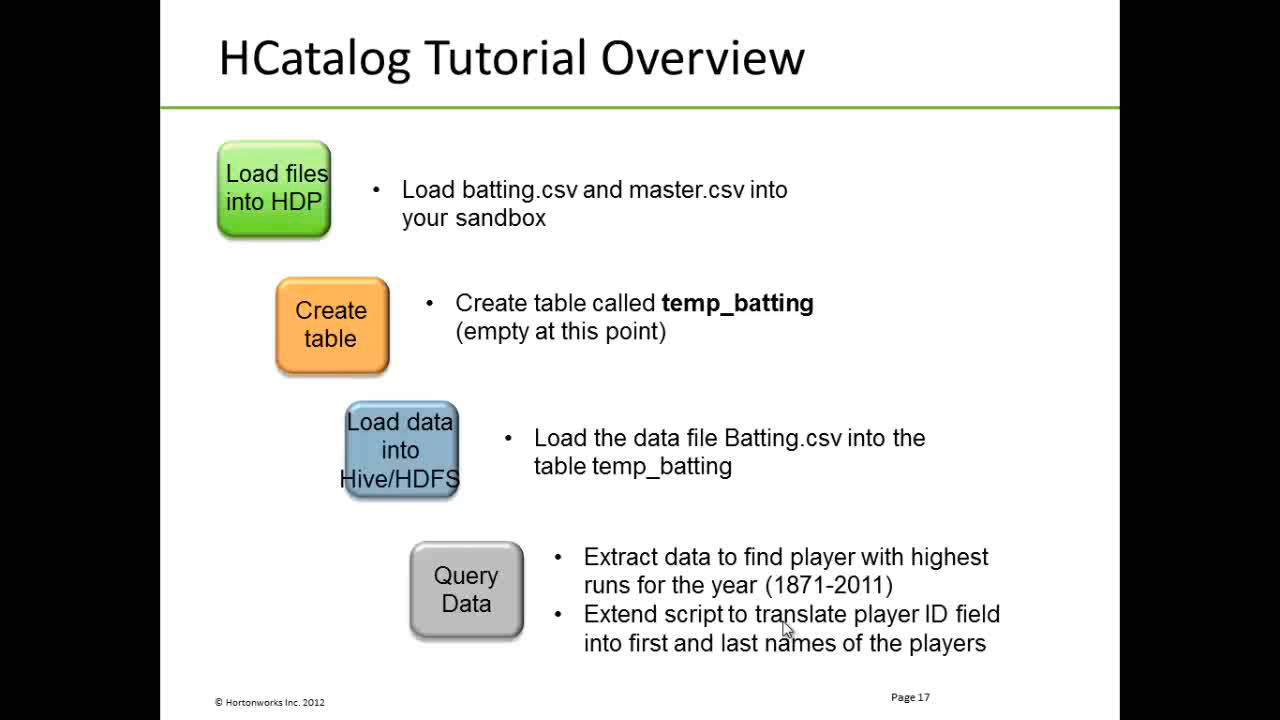 HCatalog Tutorial Overview
Load files
into HDP
• Load batting.csv and master.csv into
your sandbox
Create
table
• Create table called temp_batting
(empty at this point)
Load data
into
Hive/HDFS
• Load the data file Batting.csv into the
table temp_batting
Query
Data
• Extract data to find player with highest
runs for the year (1871-2011)
• Extend script to translate player ID field
into first and last names of the players
© Hortonworks Inc. 2012
Page 17